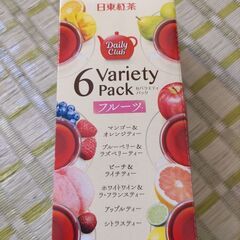 日東紅茶
Daily
Club
6 Variety
Pack
6バラエティ
パック
フルーツ
マンゴー&
オレンジティー
ブルーベリー&
ラズベリーティー
ピーチ&
ライチティー
ホワイトワイン&
ラ・フランスティー
アップルティー
シトラスティー